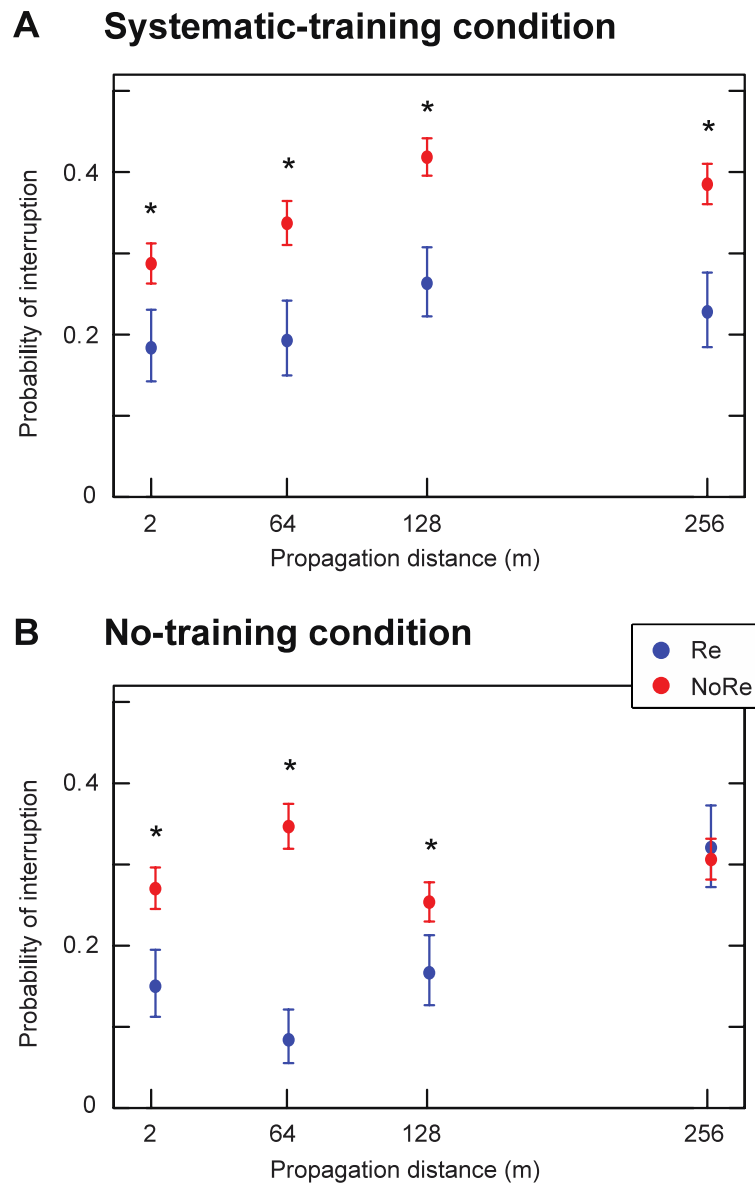 A Systematic-training condition
*
*
*
*
0.4
0.2
0
Probability of interruption
2 64 128 256
Propagation distance (m)
B No-training condition
Re
NoRe
*
*
*
0.4
0.2
0
Probability of interruption
2 64 128 256
Propagation distance (m)